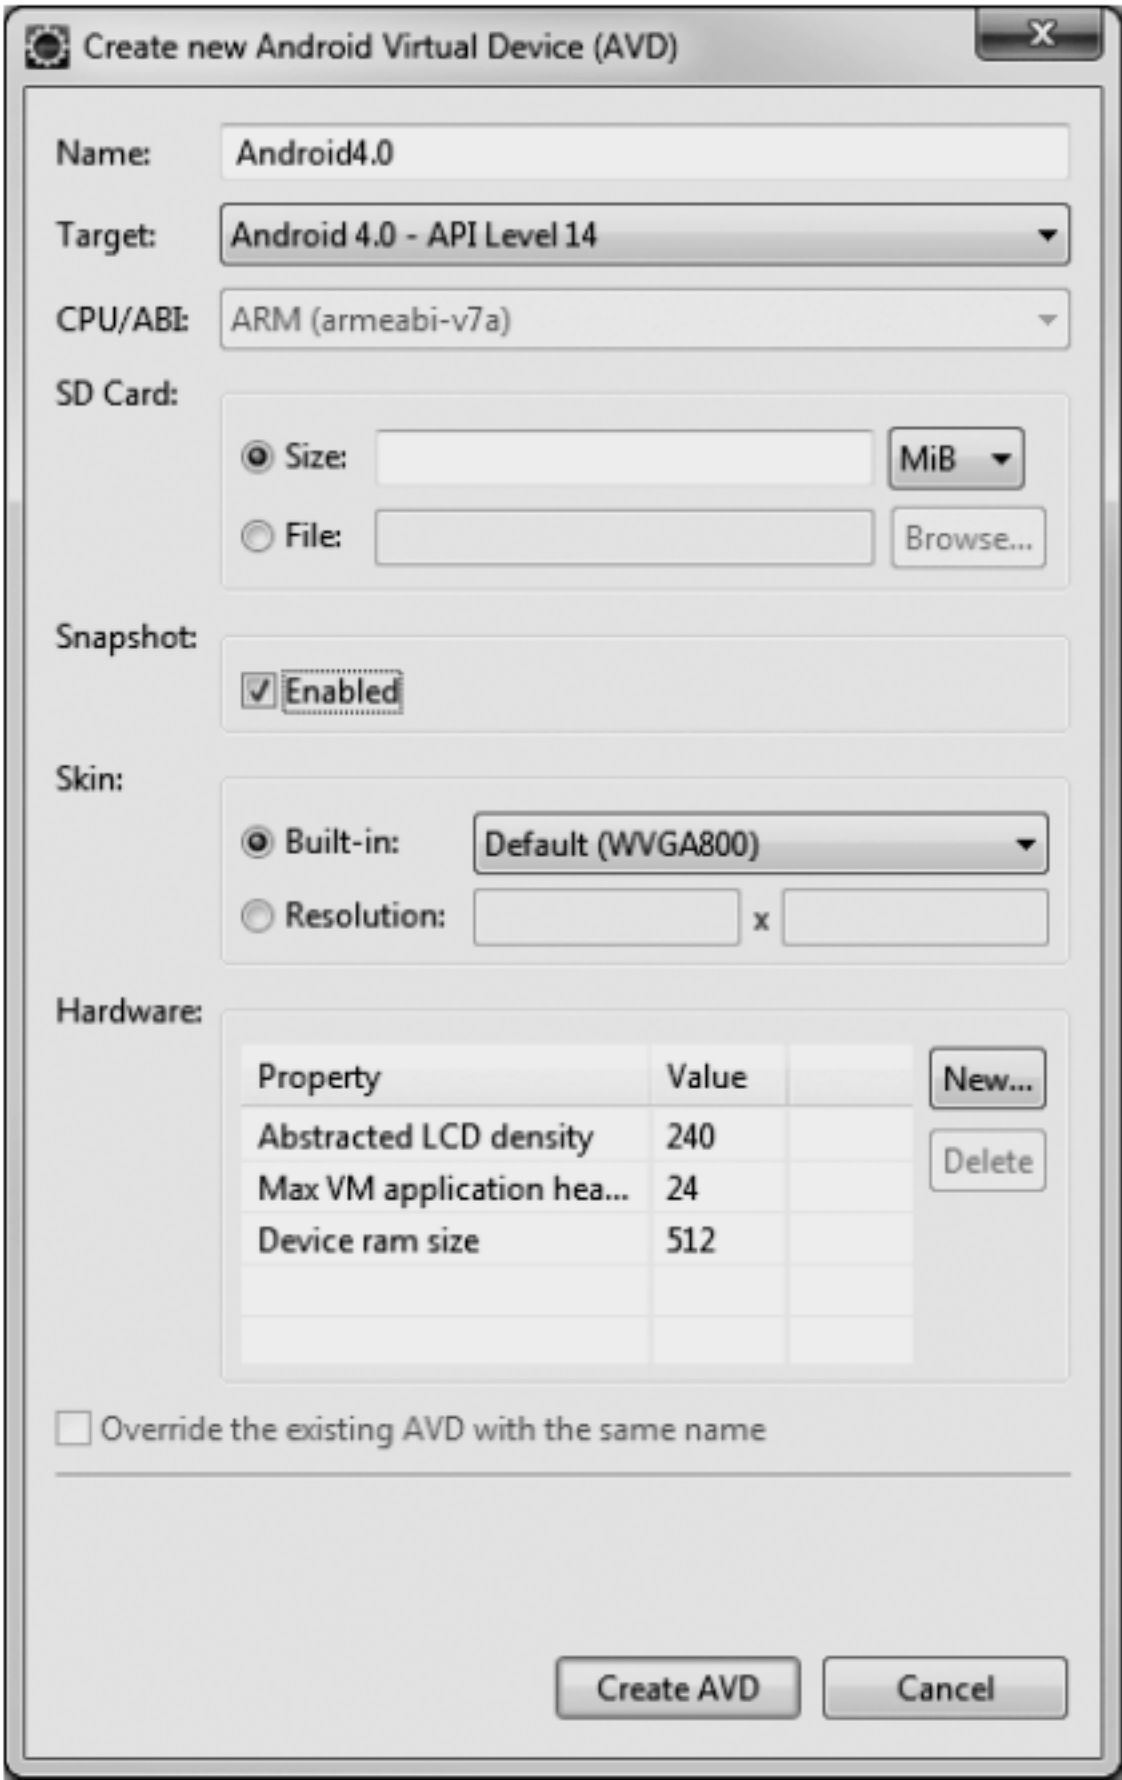 Create new Android Virtual Device (AVD)
x
Name: Android4.0
Target: Android 4.0 - API Level 14
CPU/ABI: ARM (armeabi-v7a)
SD Card:
Size: MiB
File: Browse...
Snapshot:
Enabled
Skin:
Built-in: Default (WVGA800)
Resolution: x
Hardware:
Property Value
New...
Abstracted LCD density 240
Delete
Max VM application hea... 24
Device ram size 512
Override the existing AVD with the same name
Create AVD Cancel